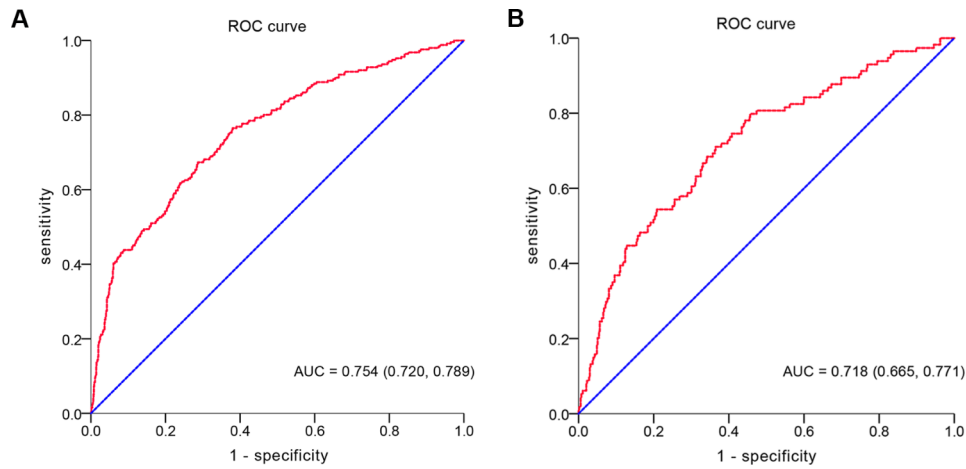 A
ROC curve
1.0
0.8
0.6
0.4
0.2
0.0
sensitivity
AUC = 0.754 (0.720, 0.789)
0.0 0.2 0.4 0.6 0.8 1.0
1 - specificity
B
ROC curve
1.0
0.8
0.6
0.4
0.2
0.0
sensitivity
AUC = 0.718 (0.665, 0.771)
0.0 0.2 0.4 0.6 0.8 1.0
1 - specificity